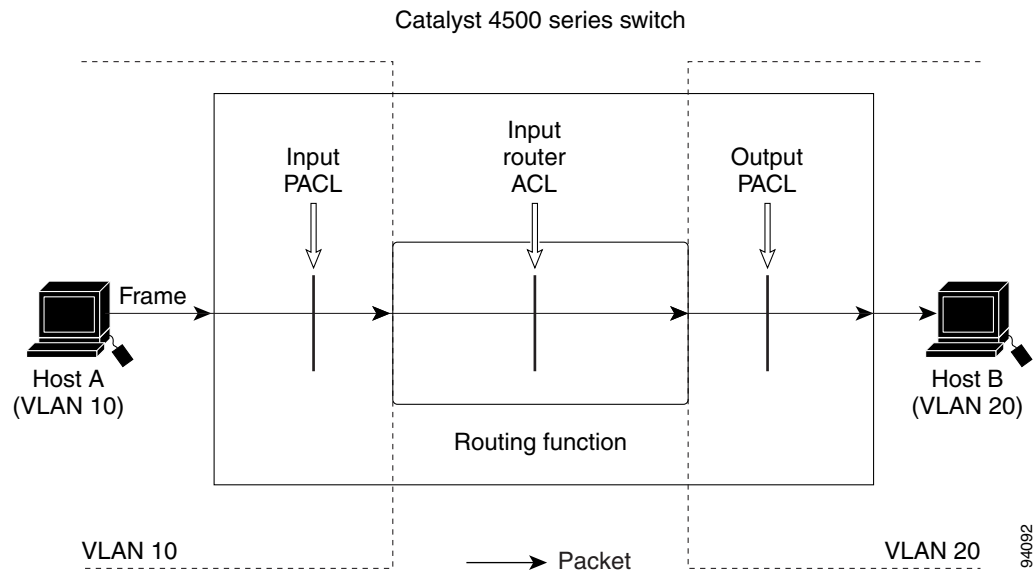 Catalyst 4500 series switch
Input
PACL
Input
router
ACL
Output
PACL
Frame
Host A
(VLAN 10)
Host B
(VLAN 20)
Routing function
VLAN 10
Packet
VLAN 20
94092